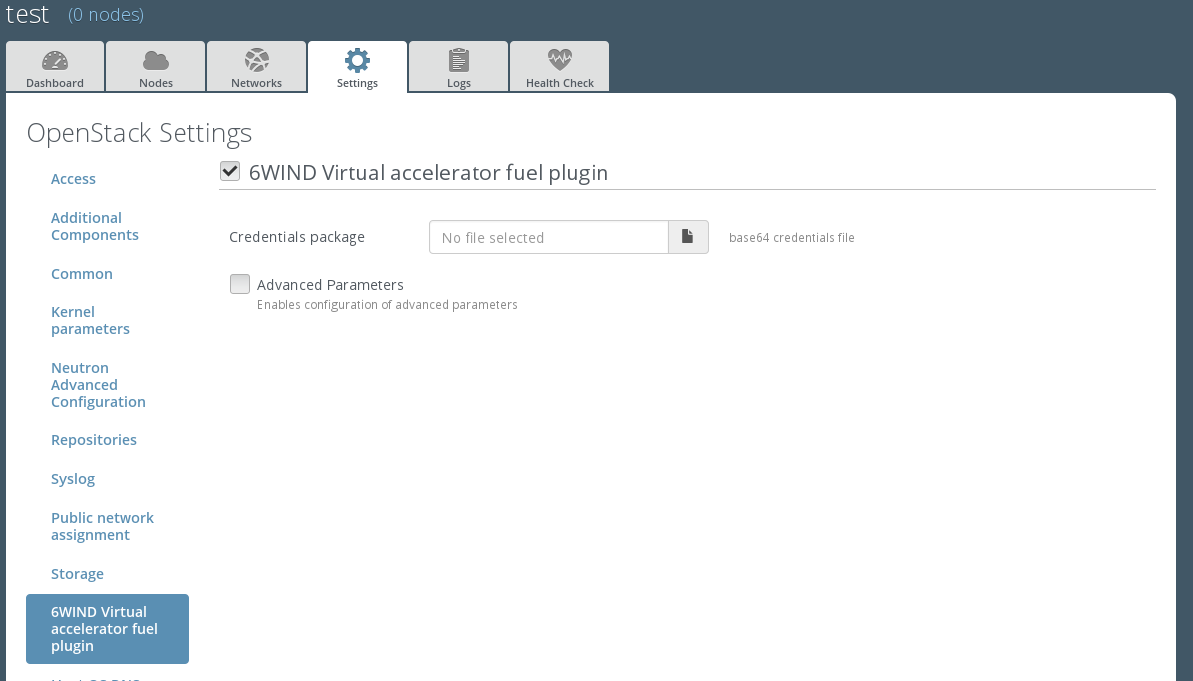 test (0 nodes)
Dashboard
Nodes
Networks
Settings
Logs
Health Check
OpenStack Settings
Access
Additional
Components
Common
Kernel
parameters
Neutron
Advanced
Configuration
Repositories
Syslog
Public network
assignment
Storage
6WIND Virtual
accelerator fuel
plugin
6WIND Virtual accelerator fuel plugin
Credentials package
No file selected
base64 credentials file
Advanced Parameters
Enables configuration of advanced parameters